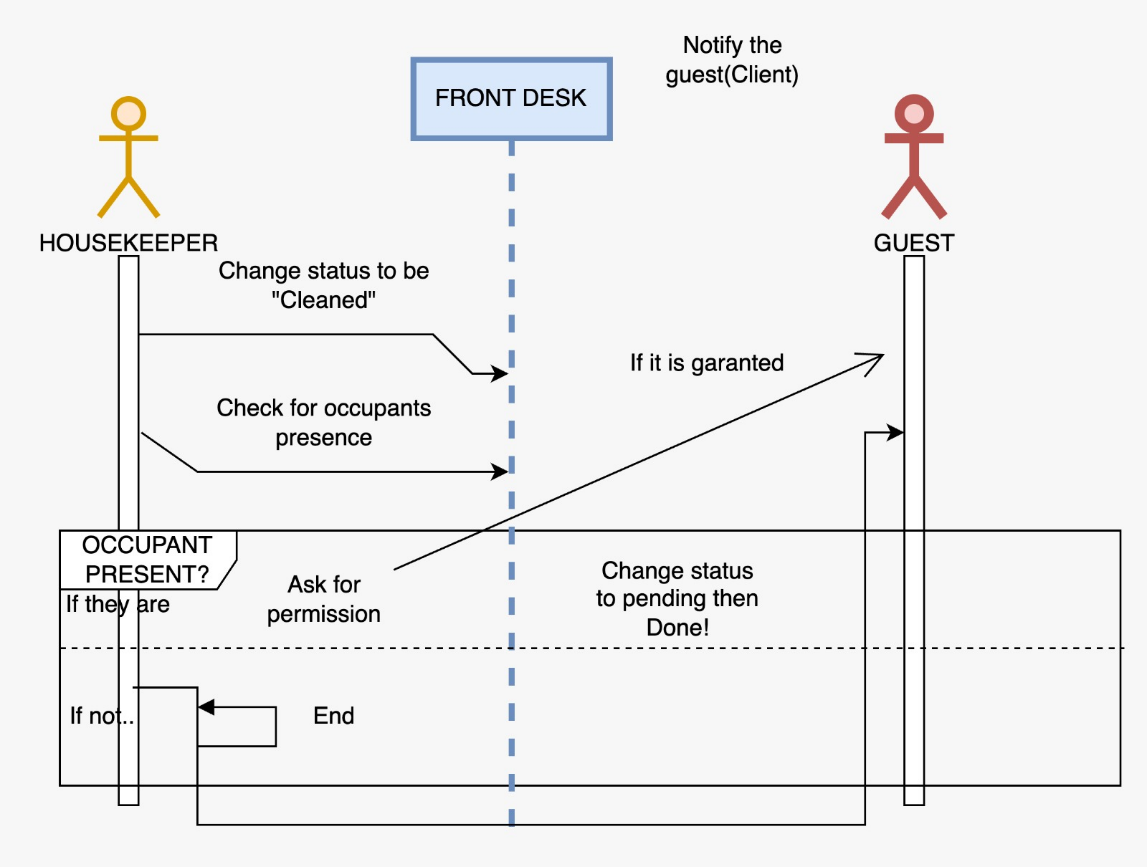 Notify the
guest(Client)
FRONT DESK
HOUSEKEEPER
GUEST
Change status to be
"Cleaned"
If it is garanted
Check for occupants
presence
OCCUPANT
PRESENT?
If they are
Ask for
permission
Change status
to pending then
Done!
If not..
End